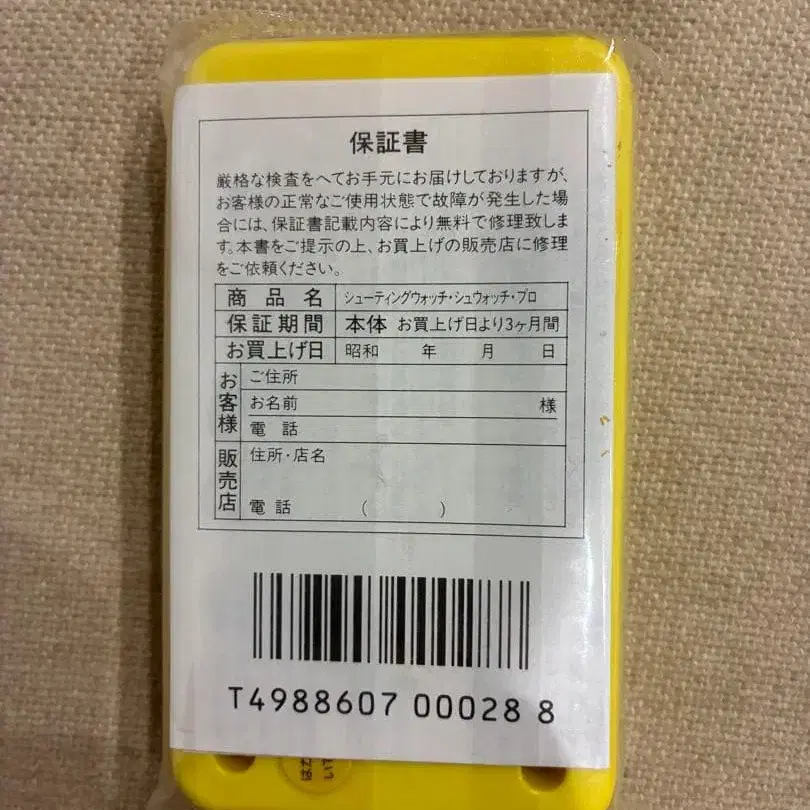 保証書
厳格な検査をへてお手元にお届けしておりますが、
お客様の正常なご使用状態で故障が発生した場
合には、保証書記載内容により無料で修理致しま
す。本書をご提示の上、お買上げの販売店に修理
をご依頼ください。
商品名 シューティングウォッチ・シュウォッチ・プロ
保証期間 本体 お買上げ日より3ヶ月間
お買上げ日 昭和 年 月 日
お客様 ご住所
お名前 様
電話
販売店 住所・店名
電話 ( )
T4988607 00028 8